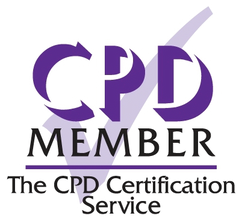 CPD
MEMBER
The CPD Certification
Service